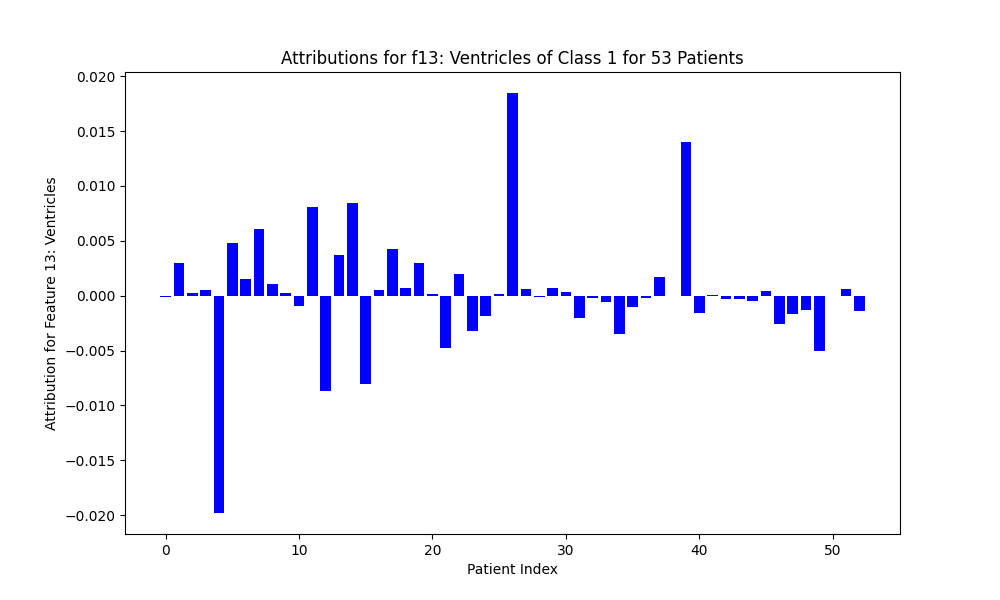 Attributions for f13: Ventricles of Class 1 for 53 Patients
Attribution for Feature 13: Ventricles
0.020
0.015
0.010
0.005
0.000
−0.005
−0.010
−0.015
−0.020
0 10 20 30 40 50
Patient Index